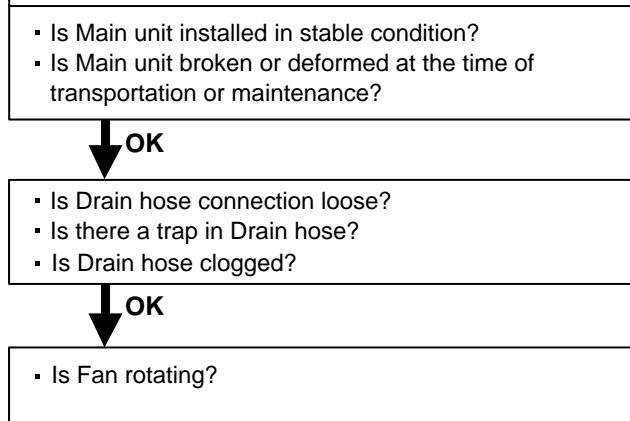 ▪ Is Main unit installed in stable condition?
▪ Is Main unit broken or deformed at the time of
transportation or maintenance?
OK
▪ Is Drain hose connection loose?
▪ Is there a trap in Drain hose?
▪ Is Drain hose clogged?
OK
▪ Is Fan rotating?